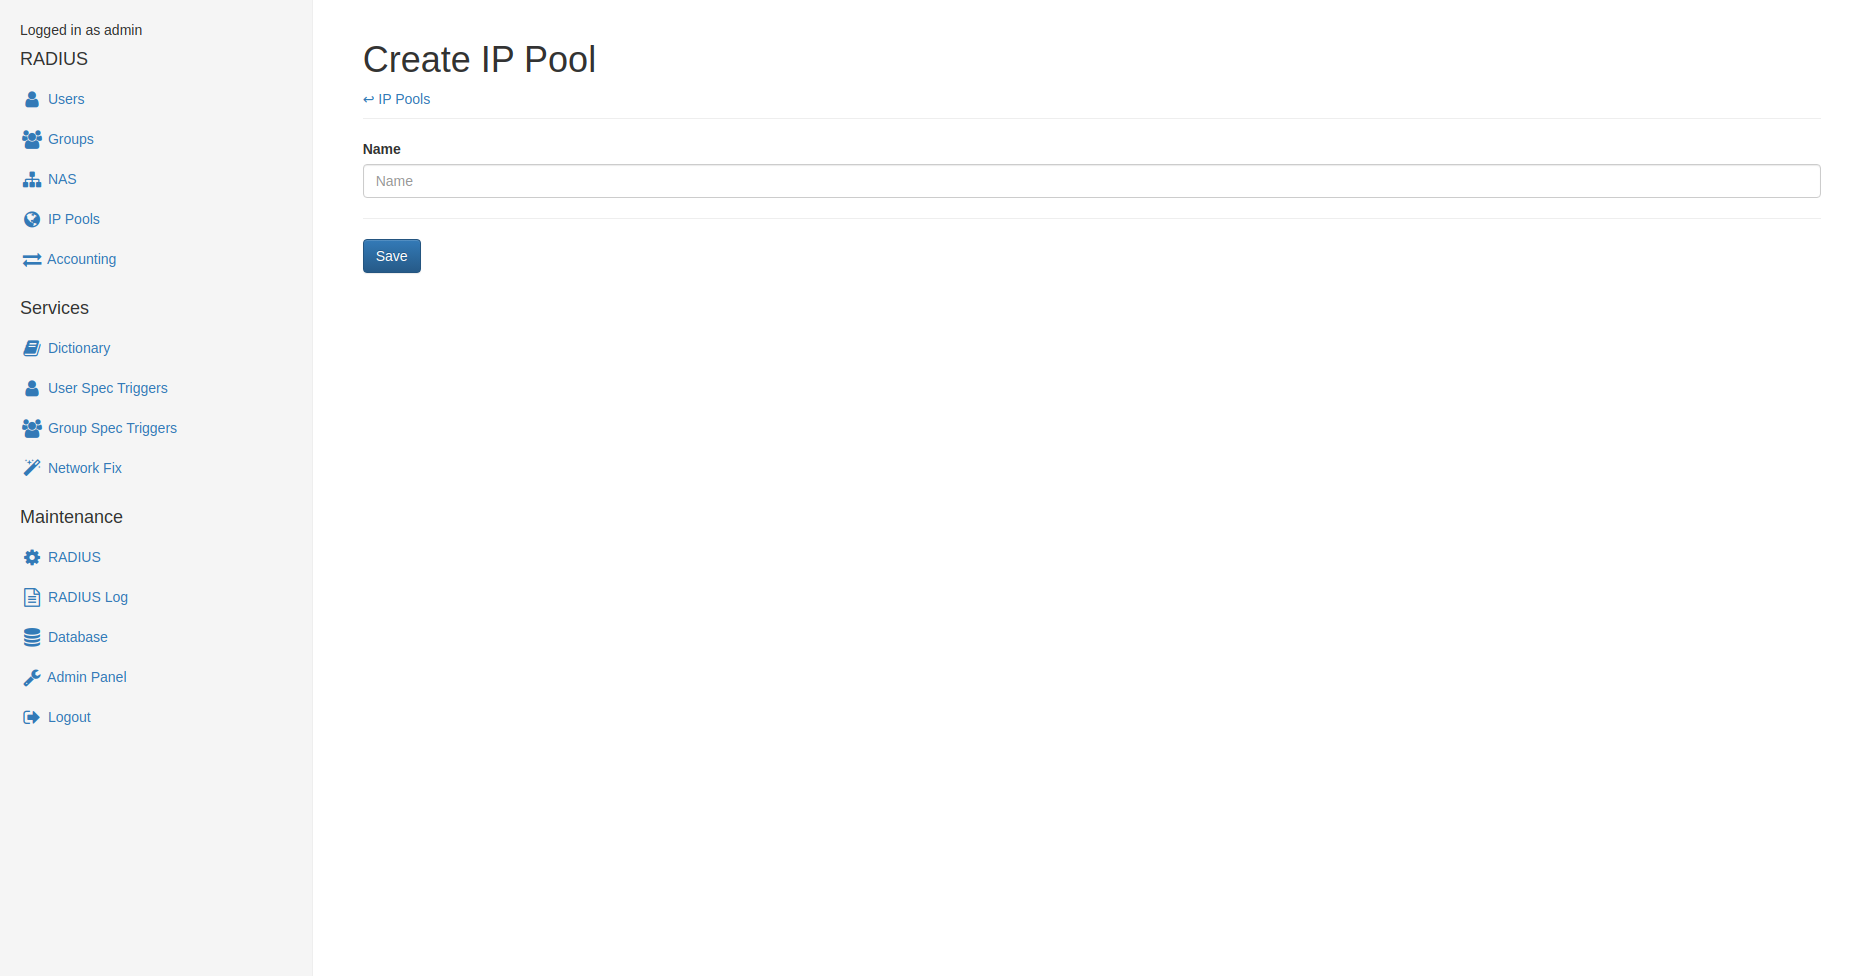 Logged in as admin
RADIUS
Users
Groups
NAS
IP Pools
Accounting
Services
Dictionary
User Spec Triggers
Group Spec Triggers
Network Fix
Maintenance
RADIUS
RADIUS Log
Database
Admin Panel
Logout
Create IP Pool
↩ IP Pools
Name
Name
Save